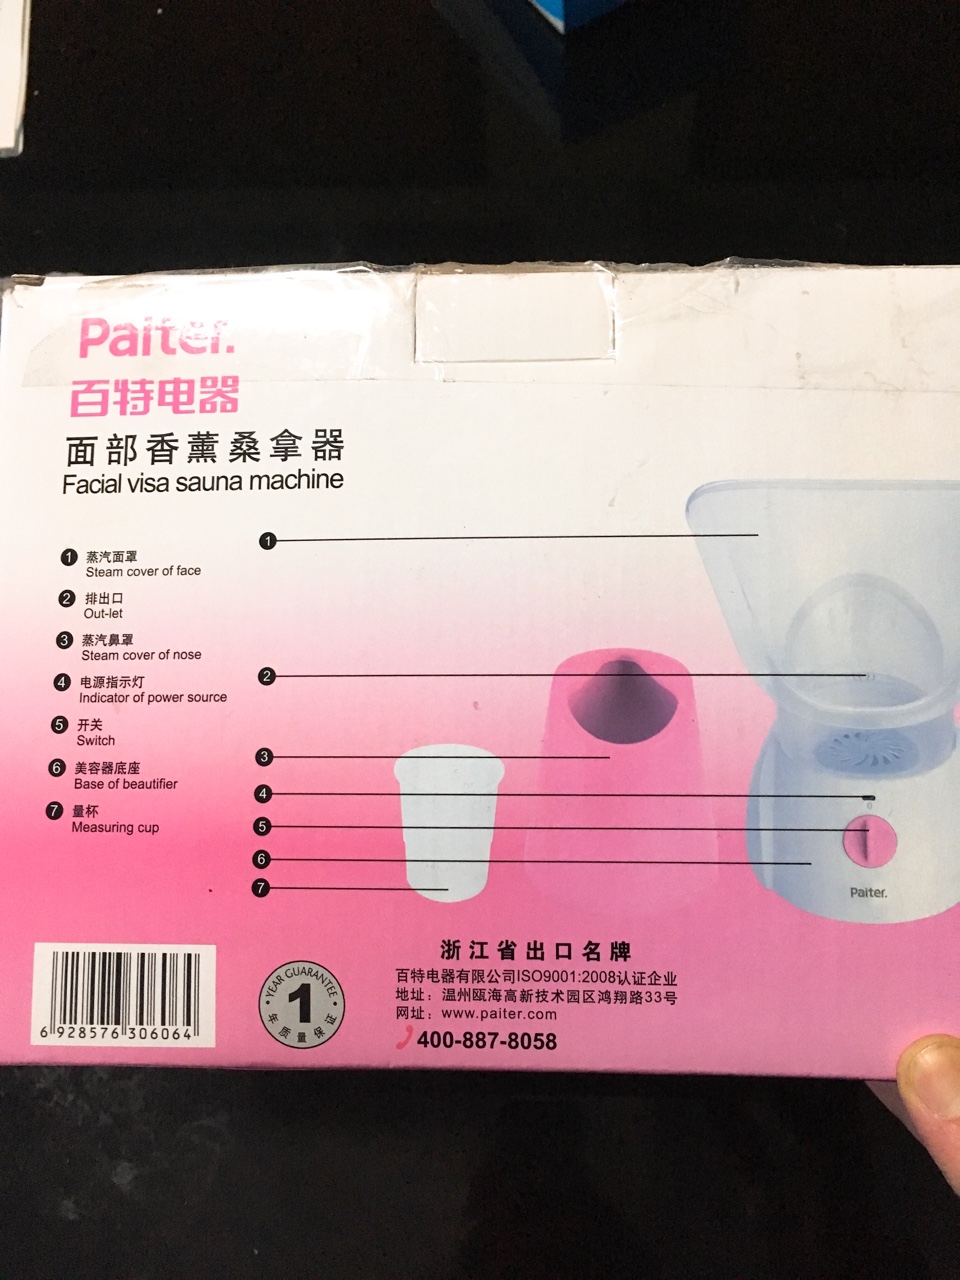 Paiter.
百特电器
面部香薰桑拿器
Facial visa sauna machine
1 蒸汽面罩
Steam cover of face
2 排出口
Out-let
3 蒸汽鼻罩
Steam cover of nose
4 电源指示灯
Indicator of power source
5 开关
Switch
6 美容器底座
Base of beautifier
7 量杯
Measuring cup
1
2
3
4
5
6
7
0
Paiter.
6 928576 306064
YEAR GUARANTEE
1
年质量保证
浙江省出口名牌
百特电器有限公司ISO9001:2008认证企业
地址：温州瓯海高新技术园区鸿翔路33号
网址：www.paiter.com
400-887-8058